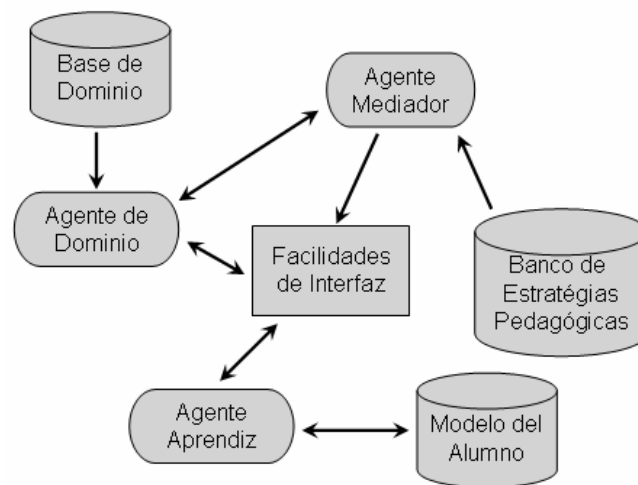 Base de
Dominio
Agente
Mediador
Agente de
Dominio
Facilidades
de Interfaz
Banco de
Estratégias
Pedagógicas
Agente
Aprendiz
Modelo del
Alumno